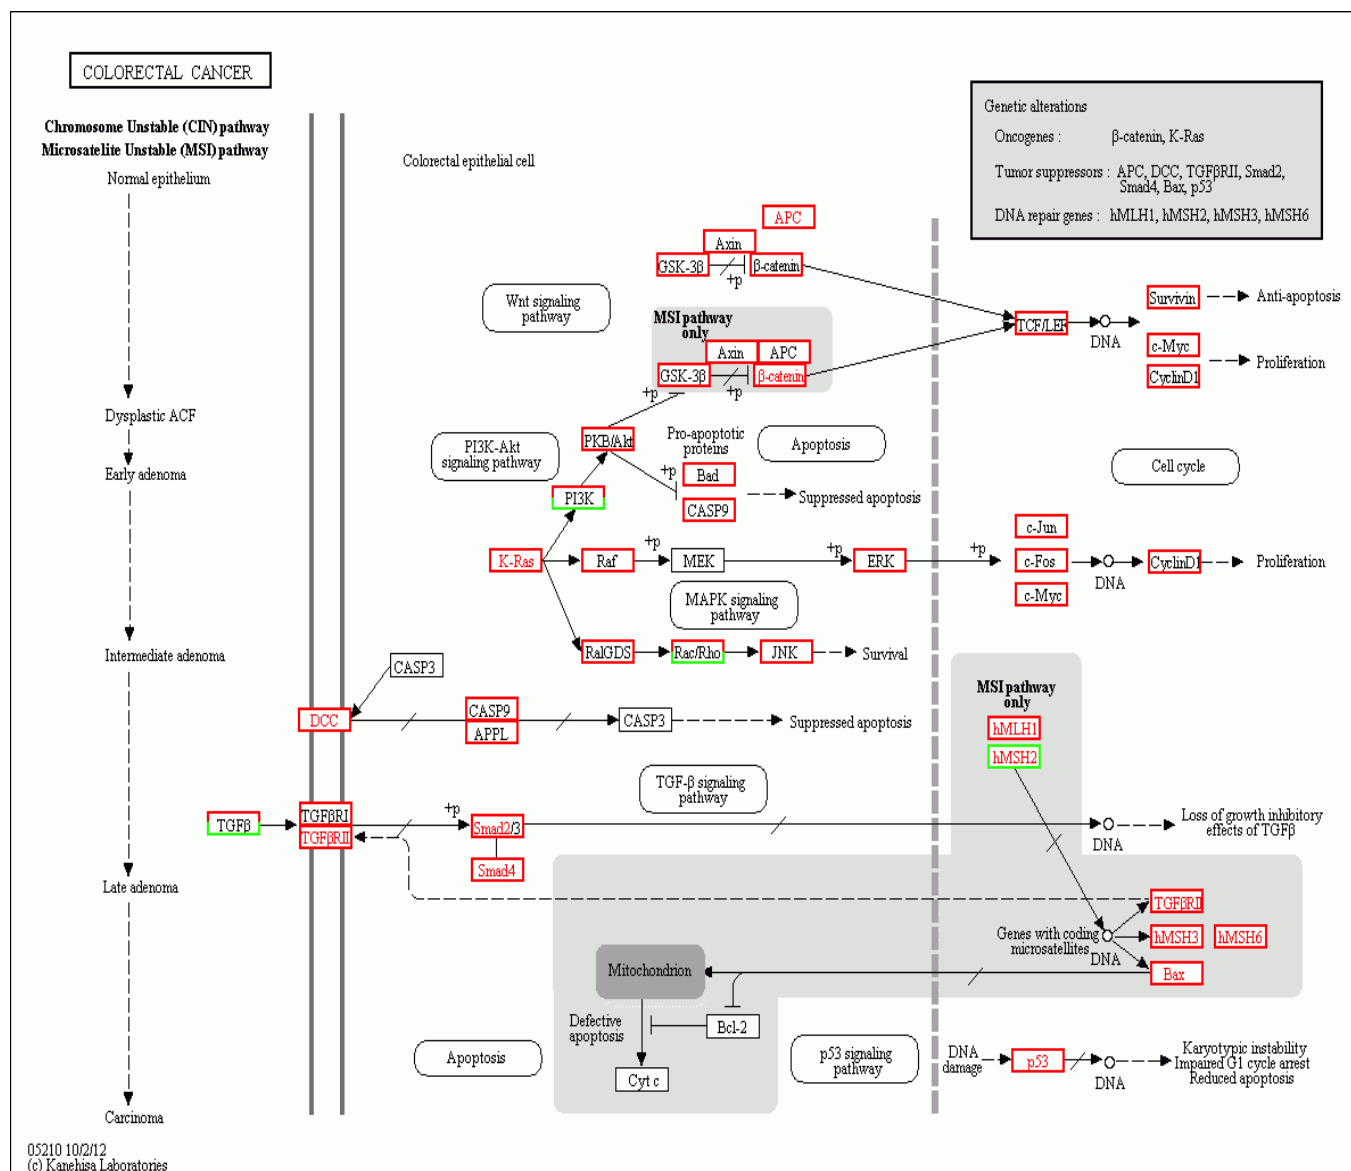 COLORECTAL CANCER
Chromosome Unstable (CIN) pathway
Microsatelite Unstable (MSI) pathway
Normal epithelium
Dysplastic ACF
Early adenoma
Intermediate adenoma
Late adenoma
Carcinoma
05210 10/2/12
(c) Kanehisa Laboratories
Colorectal epithelial cell
Genetic alterations
Oncogenes : β-catenin, K-Ras
Tumor suppressors : APC, DCC, TGFβRII, Smad2,
Smad4, Bax, p53
DNA repair genes : hMLH1, hMSH2, hMSH3, hMSH6
APC
Axin
GSK-3β
β-catenin
+p
Wnt signaling
pathway
MSI pathway
only
Axin
APC
GSK-3β
β-catenin
+p
+p
TCF/LEF
DNA
Survivin
Anti-apoptosis
c-Myc
Proliferation
CyclinD1
PI3K-Akt
signaling pathway
PKB/Akt
Pro-apoptotic
proteins
Apoptosis
Cell cycle
+p
Bad
PI3K
CASP9
Suppressed apoptosis
K-Ras
Raf
+p
MEK
+p
ERK
+p
c-Jun
c-Fos
c-Myc
DNA
CyclinD1
Proliferation
MAPK signaling
pathway
RalGDS
Rac/Rho
JNK
Survival
CASP3
DCC
CASP9
APPL
CASP3
Suppressed apoptosis
MSI pathway
only
hMLH1
hMSH2
TGF-β signaling
pathway
TGFβ
TGFβRI
TGFβRII
+p
Smad2/3
Smad4
DNA
Loss of growth inhibitory
effects of TGFβ
Genes with coding
microsatellites
DNA
TGFβRII
hMSH3
hMSH6
Bax
Mitochondrion
Defective
apoptosis
Bcl-2
Cyt c
Apoptosis
p53 signaling
pathway
DNA
damage
p53
DNA
Karyotypic instability
Impaired G1 cycle arrest
Reduced apoptosis